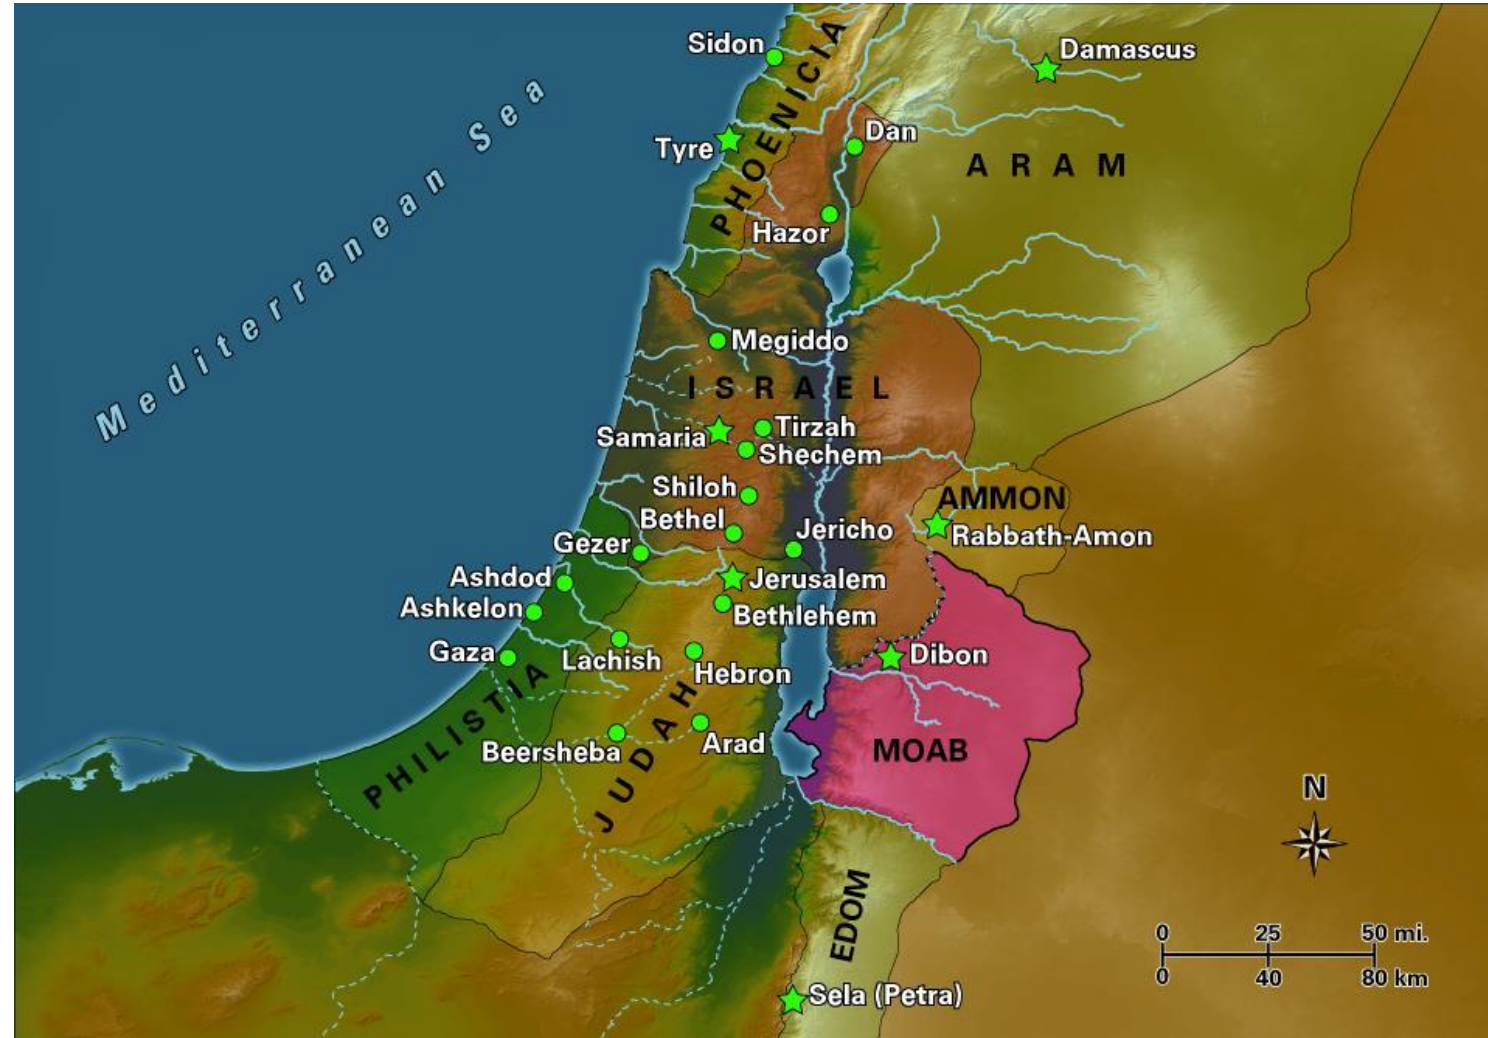 Sidon
Damascus
PHOENICIA
Mediterranean Sea
Dan
Tyre
ARAM
Hazor
Megiddo
ISRAEL
Tirzah
Samaria
Shechem
Shiloh
AMMON
Bethel
Jericho
Rabbath-Amon
Gezer
Ashdod
Jerusalem
Ashkelon
Bethlehem
Gaza
Lachish
Dibon
Hebron
PHILISTIA
JUDAH
Arad
Beersheba
MOAB
N
EDOM
0 25 50 mi.
0 40 80 km
Sela (Petra)